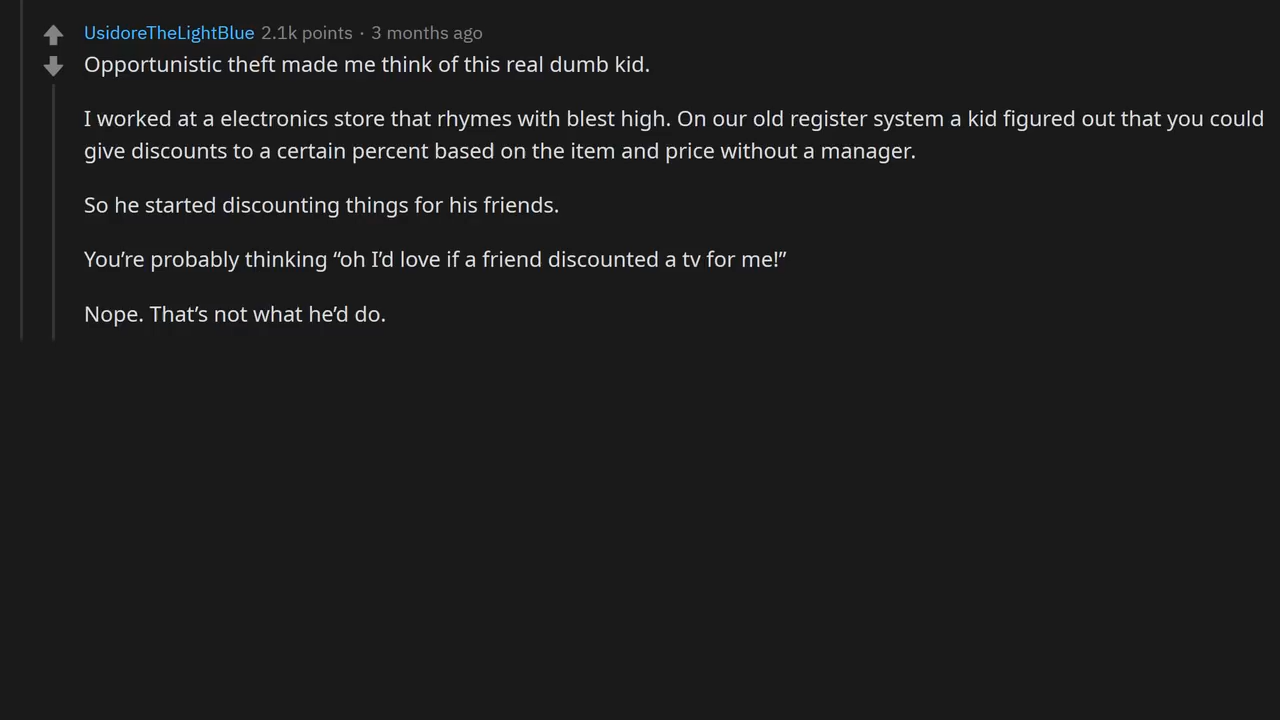 UsidoreTheLightBlue 2.1k points · 3 months ago
Opportunistic theft made me think of this real dumb kid.
I worked at a electronics store that rhymes with blest high. On our old register system a kid figured out that you could
give discounts to a certain percent based on the item and price without a manager.
So he started discounting things for his friends.
You’re probably thinking “oh I’d love if a friend discounted a tv for me!”
Nope. That’s not what he’d do.